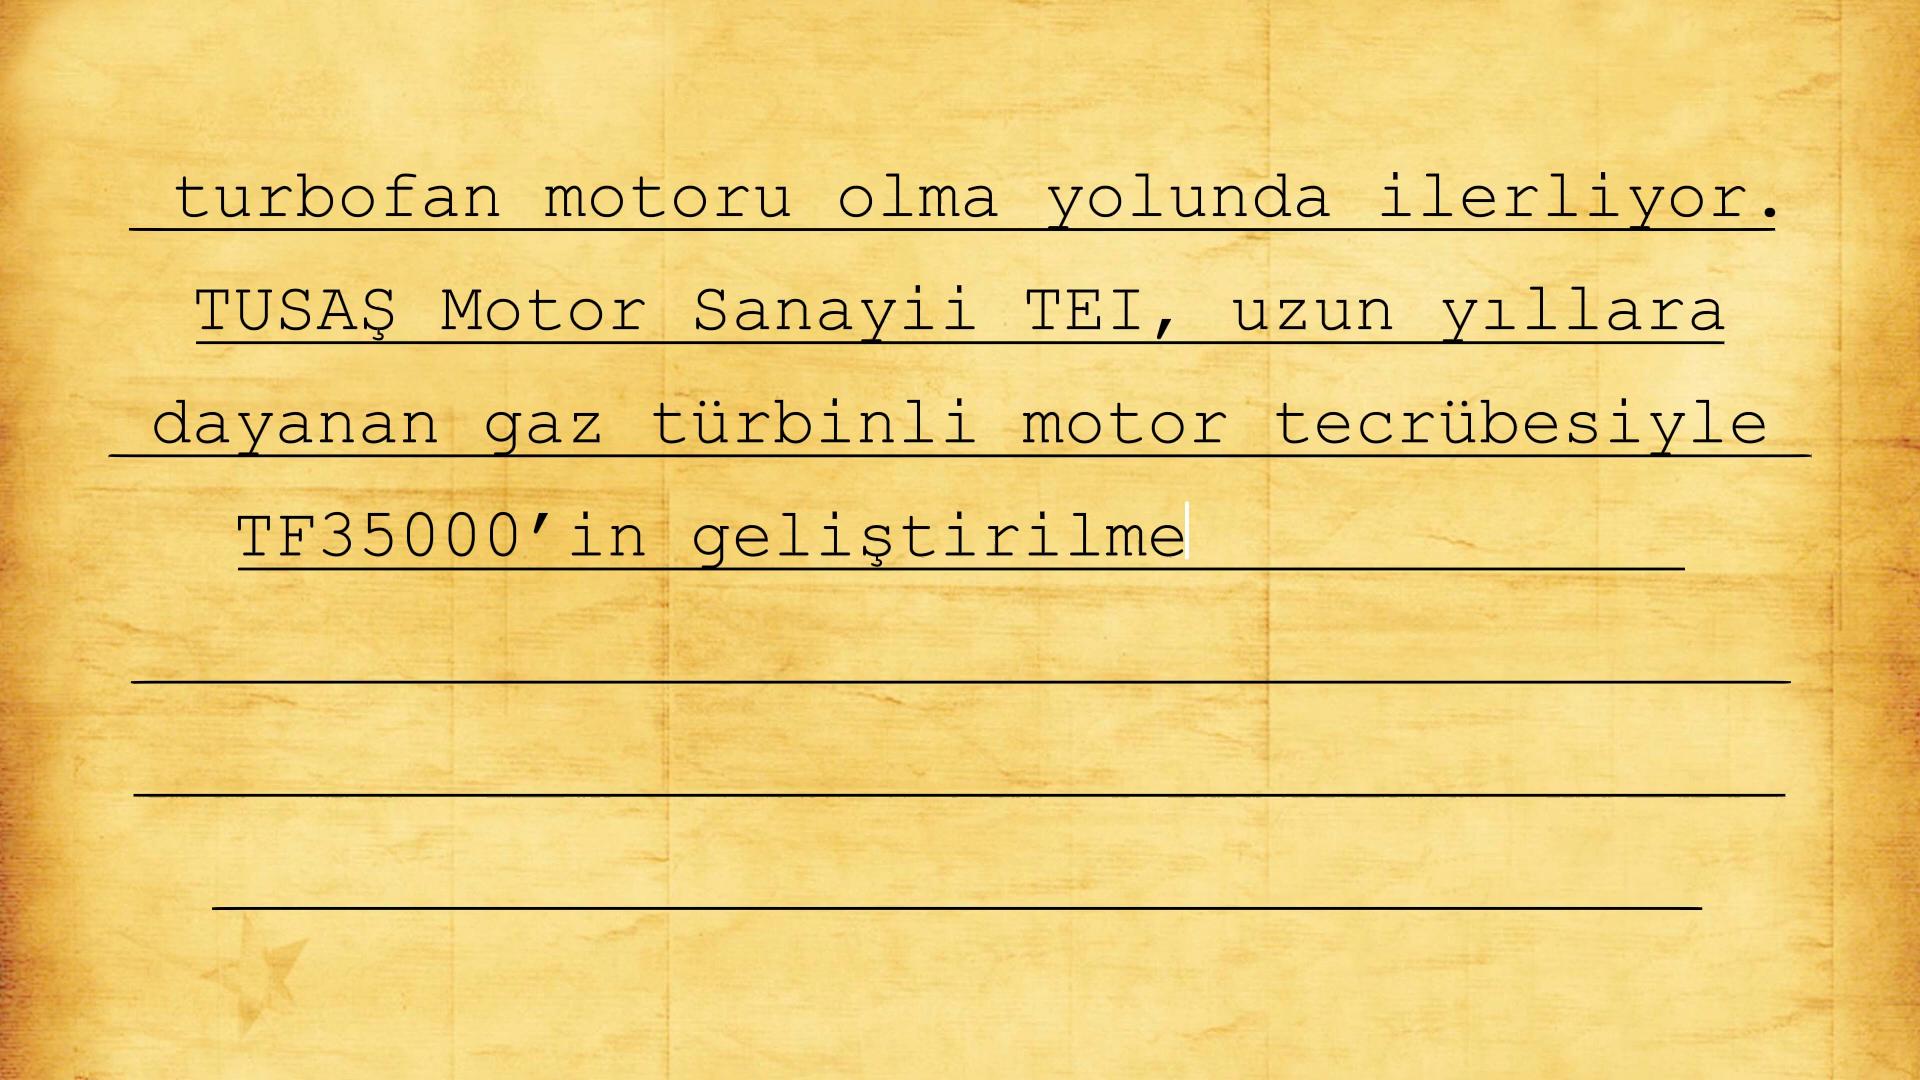 turbofan motoru olma yolunda ilerliyor.
TUSAŞ Motor Sanayii TEI, uzun yıllara
dayanan gaz türbinli motor tecrübesiyle
TF35000’in geliştirilme